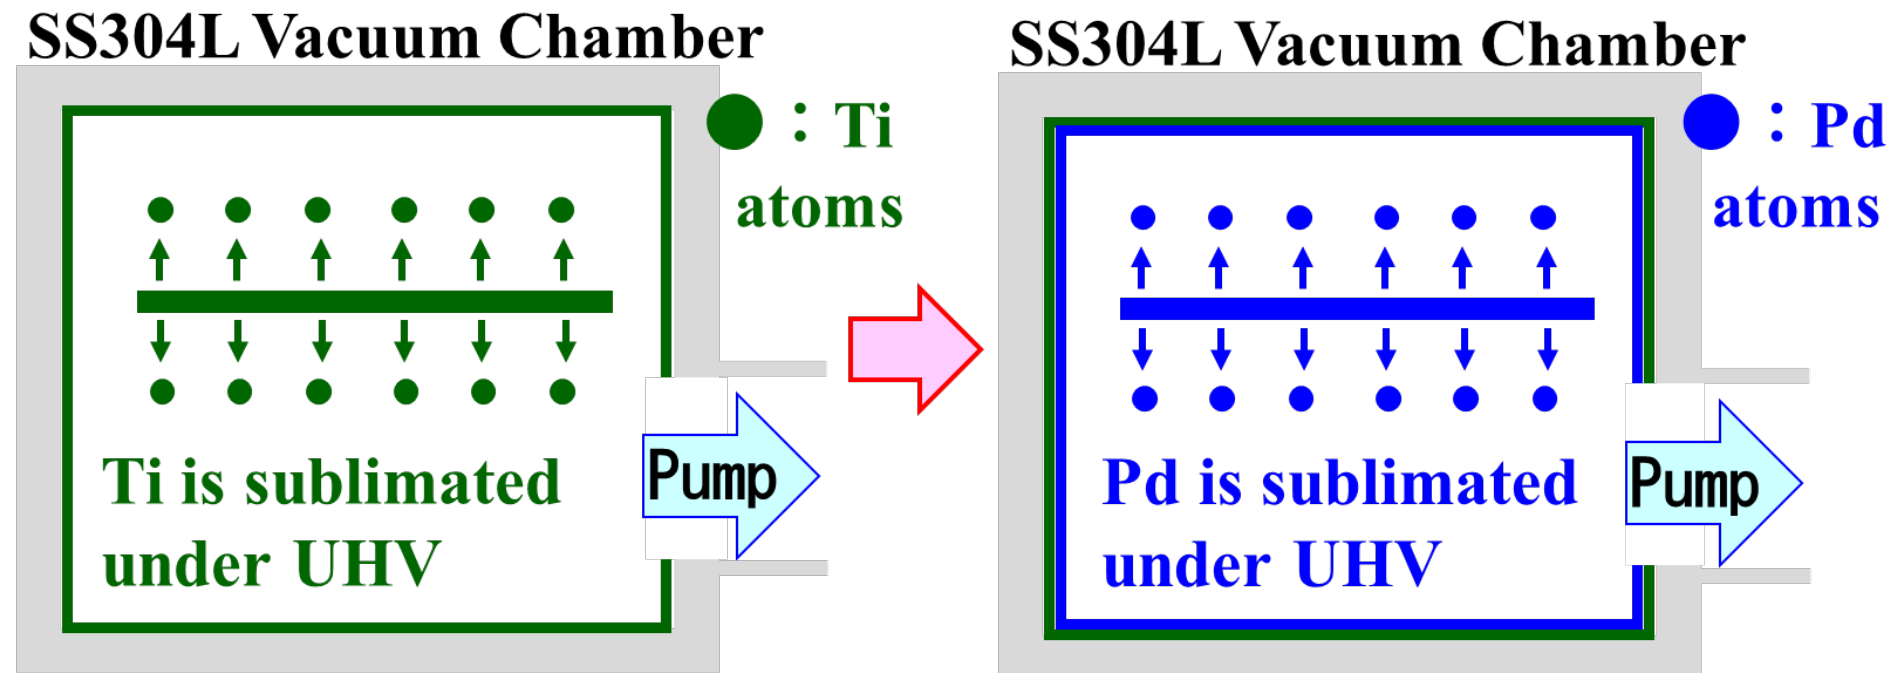 SS304L Vacuum Chamber
：Ti
atoms
Ti is sublimated
under UHV
Pump
SS304L Vacuum Chamber
：Pd
atoms
Pd is sublimated
under UHV
Pump